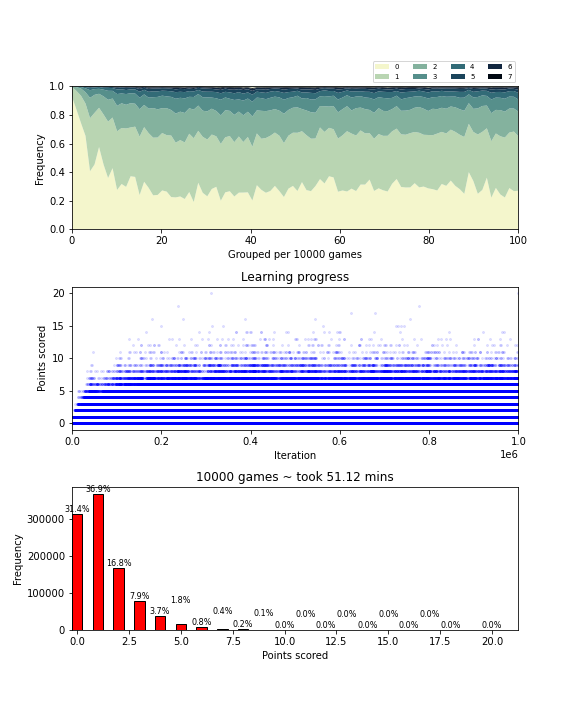 0 2 4 6
1 3 5 7
1.0
0.8
0.6
0.4
0.2
0.0
Frequency
0 20 40 60 80 100
Grouped per 10000 games
Learning progress
20
15
10
5
0
Points scored
0.0 0.2 0.4 0.6 0.8 1.0
Iteration
1e6
10000 games ~ took 51.12 mins
300000
200000
100000
0
Frequency
31.4% 36.9% 16.8% 7.9% 3.7% 1.8% 0.8% 0.4% 0.2% 0.1% 0.0% 0.0% 0.0% 0.0% 0.0% 0.0% 0.0% 0.0% 0.0%
0.0 2.5 5.0 7.5 10.0 12.5 15.0 17.5 20.0
Points scored